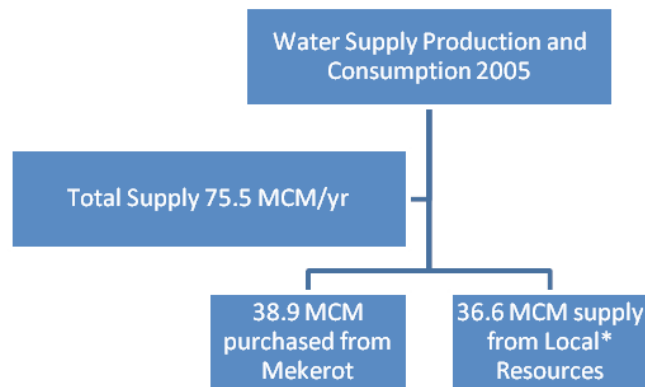 Water Supply Production and
Consumption 2005
Total Supply 75.5 MCM/yr
38.9 MCM
purchased from
Mekerot
36.6 MCM supply
from Local*
Resources